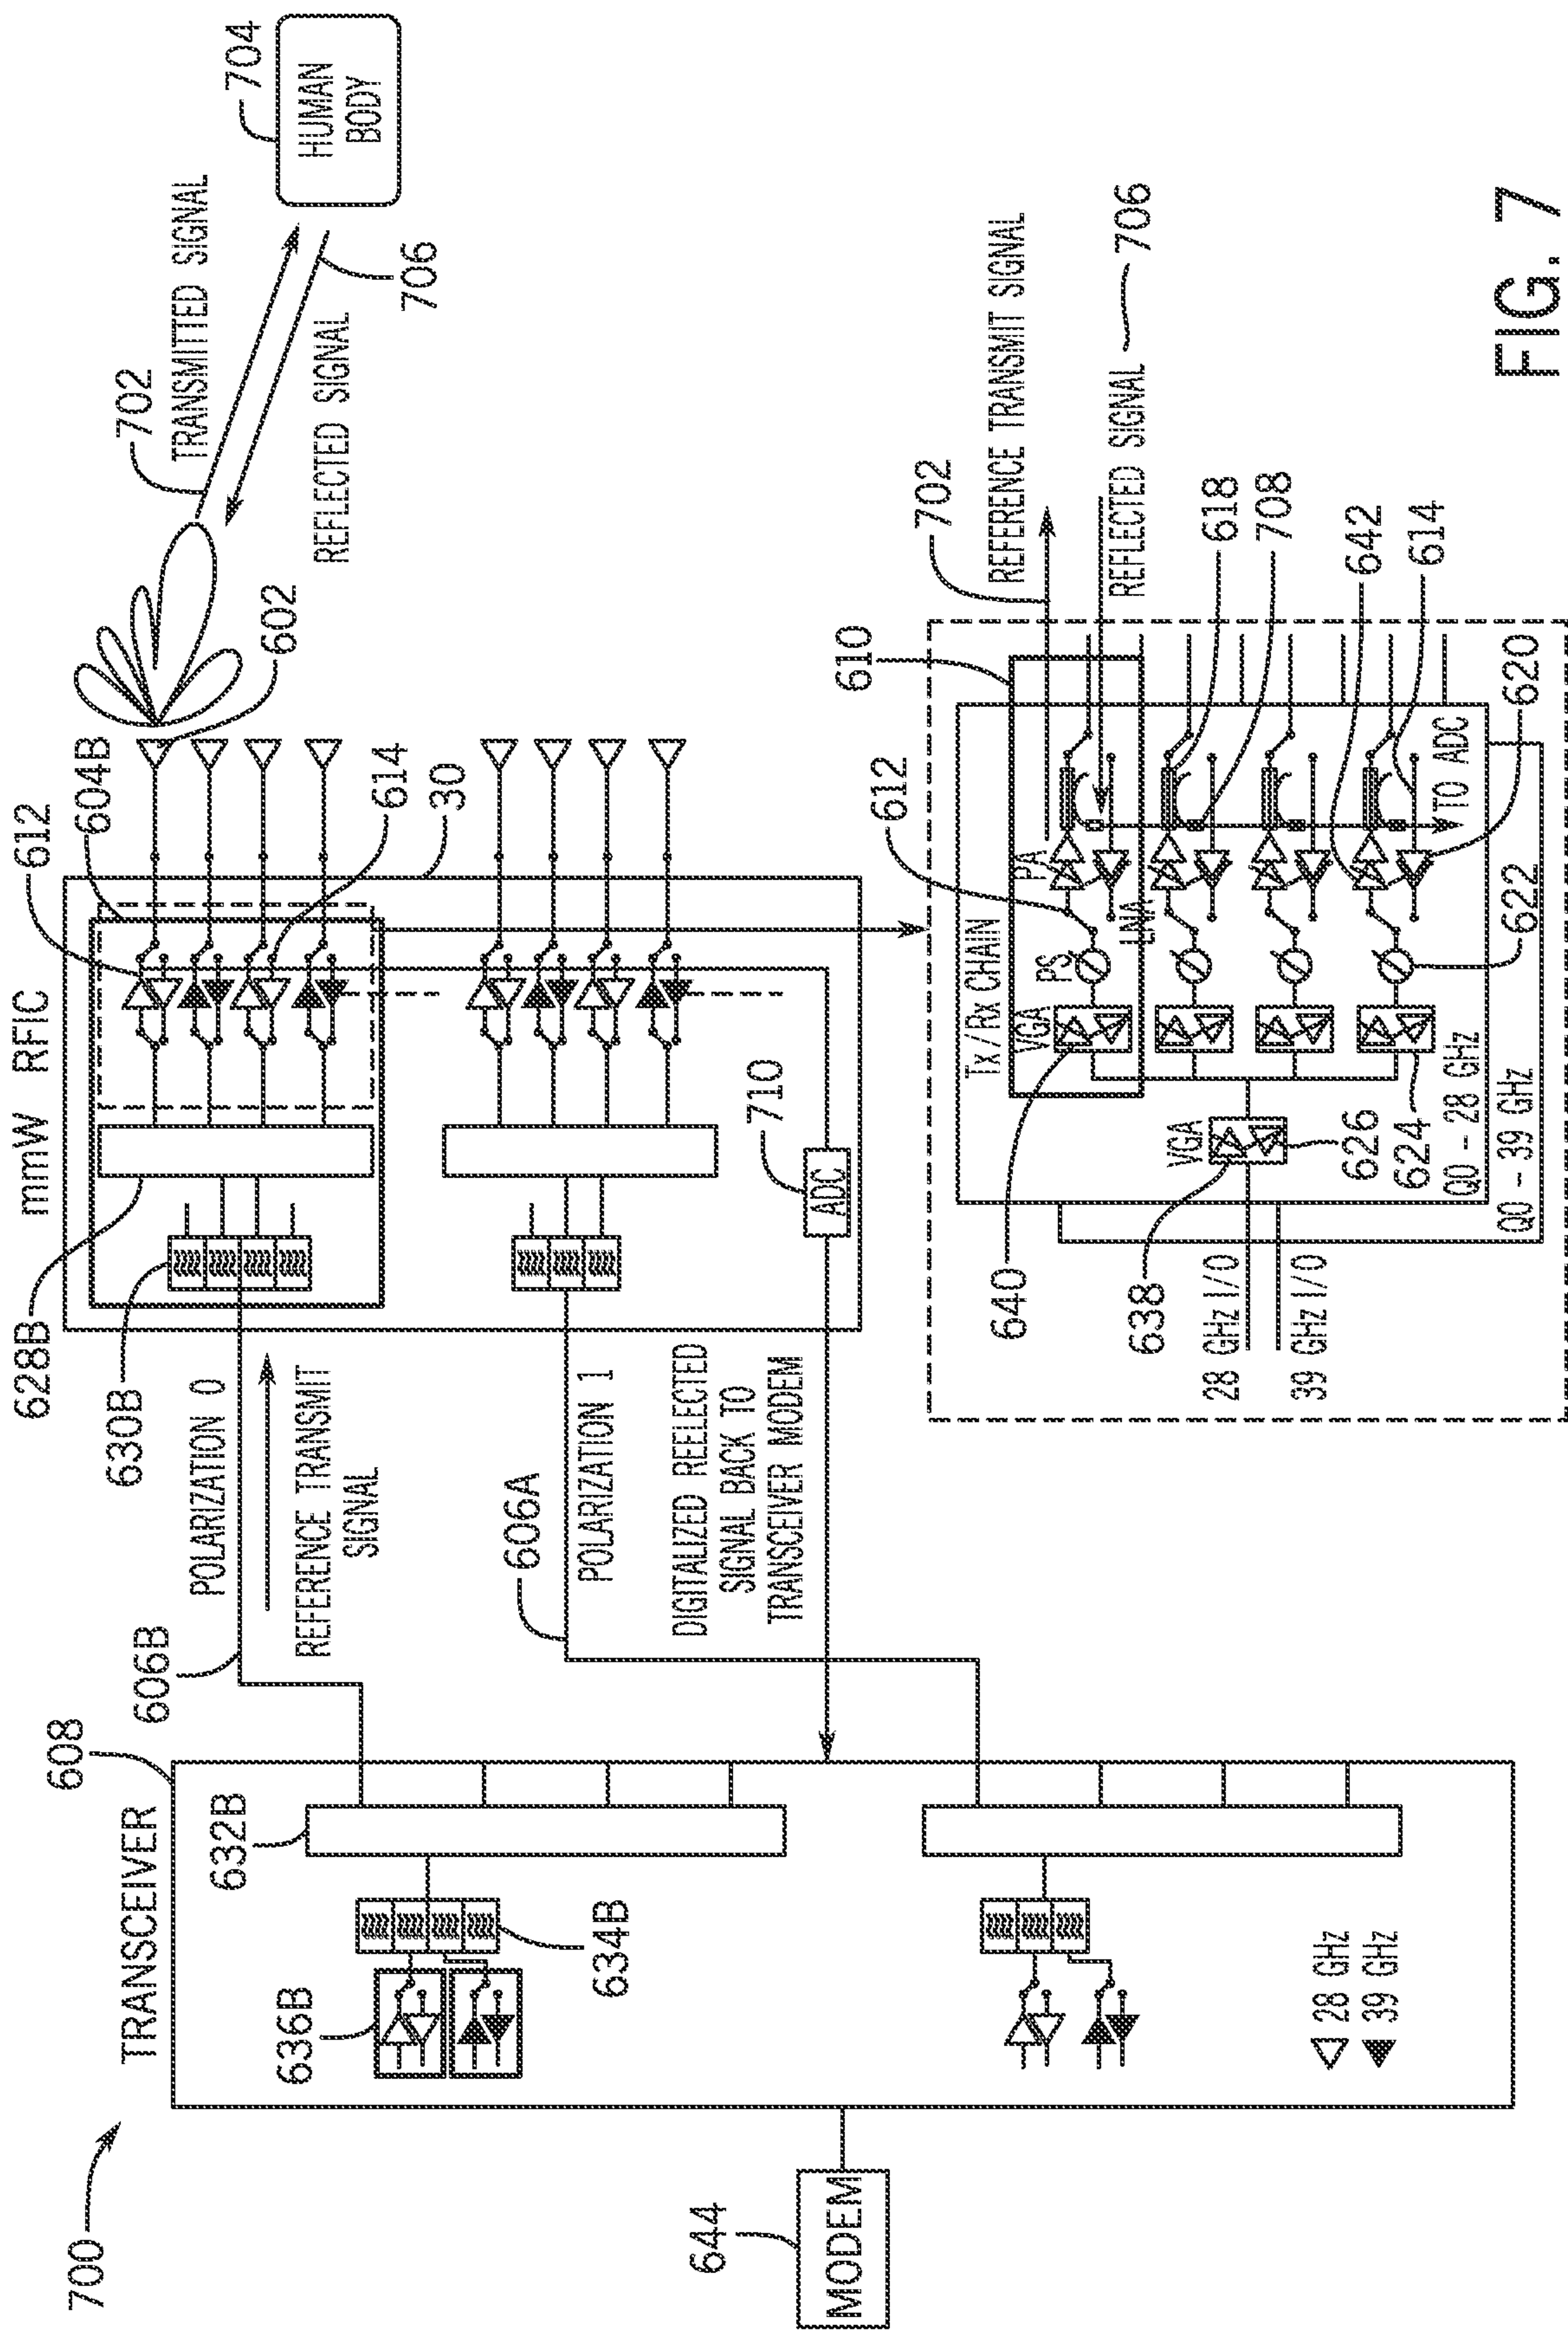 700
TRANSCEIVER
608
mmW RFIC
628B
630B
612
604B
602
702
TRANSMITTED SIGNAL
704
HUMAN
BODY
REFLECTED SIGNAL
706
614
30
636B
632B
634B
606B
POLARIZATION 0
REFERENCE TRANSMIT
SIGNAL
606A
POLARIZATION 1
DIGITALIZED REELECTED
SIGNAL BACK TO
TRANSCEIVER MODEM
710
ADC
28 GHz
39 GHz
644
MODEM
610
702
REFERENCE TRANSMIT SIGNAL
REFLECTED SIGNAL
706
612
Tx/Rx CHAIN
VGA
PS
PA
LNA
640
638
VGA
626
624
622
620
618
708
642
614
TO ADC
28 GHz I/O
39 GHz I/O
Q0 - 28 GHz
Q0 - 39 GHz
FIG. 7